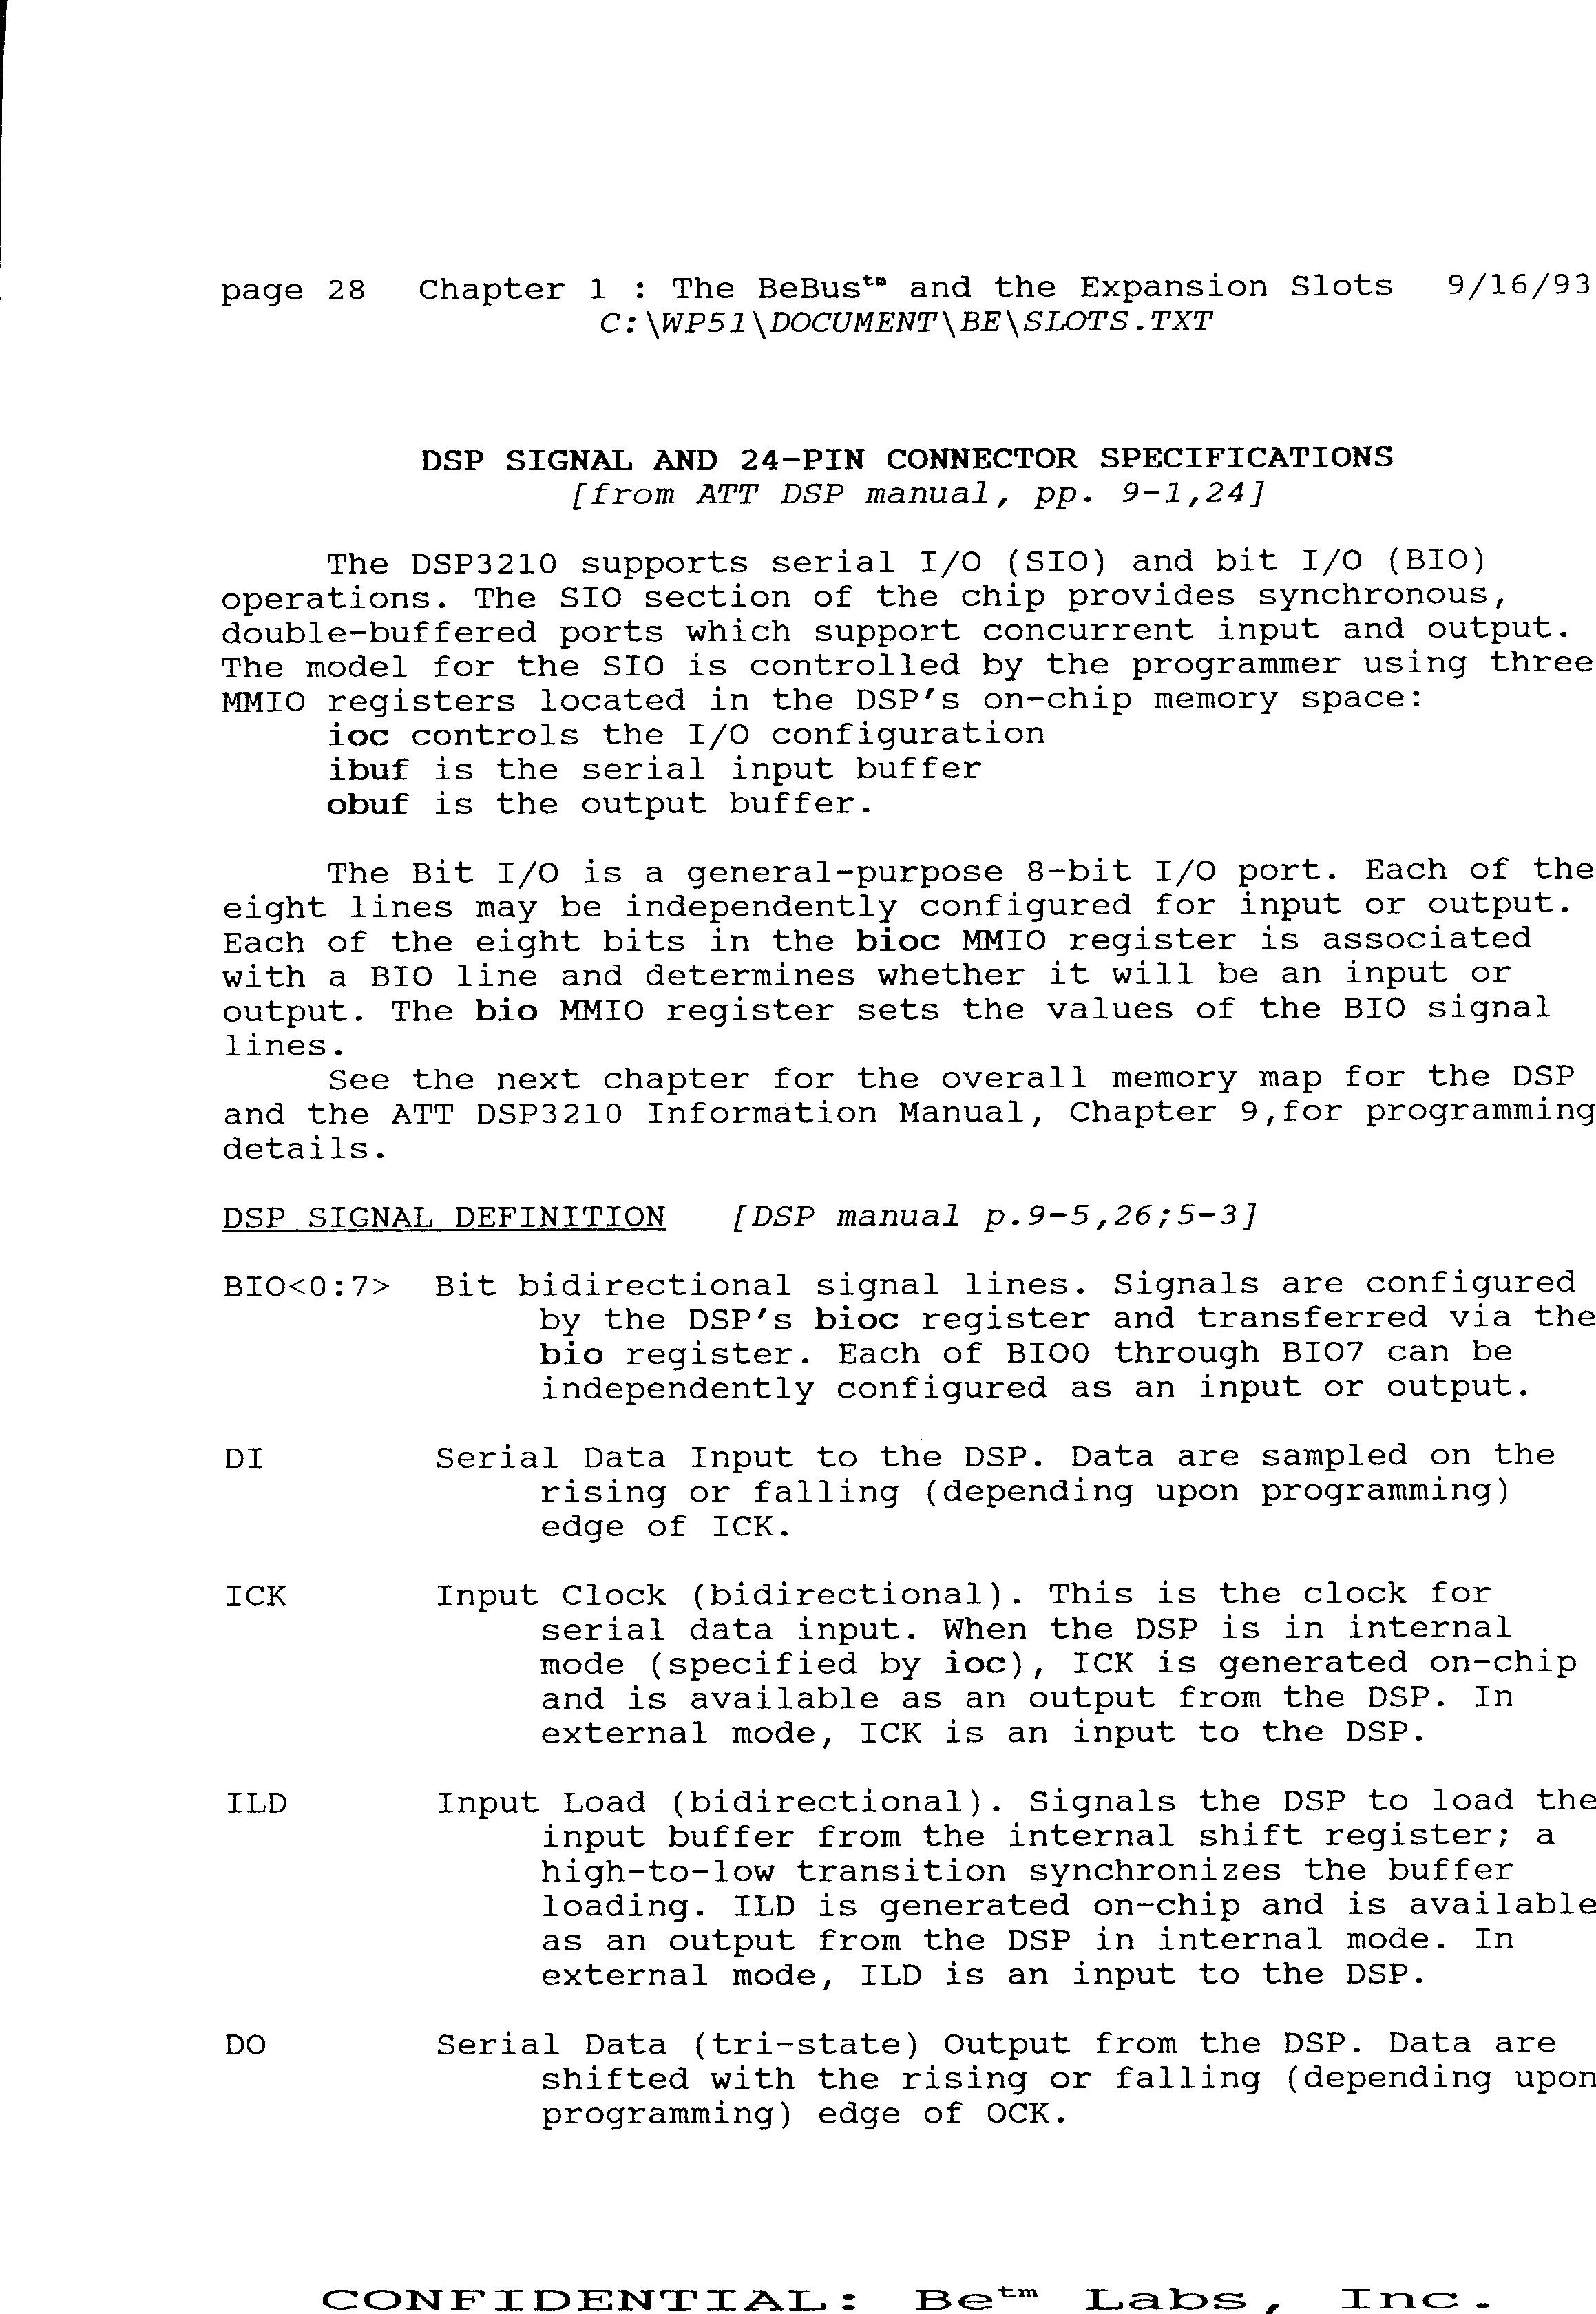 page 28 Chapter 1 : The BeBus™ and the Expansion Slots 9/16/93
C:\WP51\DOCUMENT\BE\SLOTS.TXT
DSP SIGNAL AND 24-PIN CONNECTOR SPECIFICATIONS
[from ATT DSP manual, pp. 9-1,24]
The DSP3210 supports serial I/O (SIO) and bit I/O (BIO)
operations. The SIO section of the chip provides synchronous,
double-buffered ports which support concurrent input and output.
The model for the SIO is controlled by the programmer using three
MMIO registers located in the DSP's on-chip memory space:
ioc controls the I/O configuration
ibuf is the serial input buffer
obuf is the output buffer.
The Bit I/O is a general-purpose 8-bit I/O port. Each of the
eight lines may be independently configured for input or output.
Each of the eight bits in the bioc MMIO register is associated
with a BIO line and determines whether it will be an input or
output. The bio MMIO register sets the values of the BIO signal
lines.
See the next chapter for the overall memory map for the DSP
and the ATT DSP3210 Information Manual, Chapter 9,for programming
details.
DSP SIGNAL DEFINITION [DSP manual p.9-5,26;5-3]
BIO<0:7> Bit bidirectional signal lines. Signals are configured
by the DSP's bioc register and transferred via the
bio register. Each of BIO0 through BIO7 can be
independently configured as an input or output.
DI Serial Data Input to the DSP. Data are sampled on the
rising or falling (depending upon programming)
edge of ICK.
ICK Input Clock (bidirectional). This is the clock for
serial data input. When the DSP is in internal
mode (specified by ioc), ICK is generated on-chip
and is available as an output from the DSP. In
external mode, ICK is an input to the DSP.
ILD Input Load (bidirectional). Signals the DSP to load the
input buffer from the internal shift register; a
high-to-low transition synchronizes the buffer
loading. ILD is generated on-chip and is available
as an output from the DSP in internal mode. In
external mode, ILD is an input to the DSP.
DO Serial Data (tri-state) Output from the DSP. Data are
shifted with the rising or falling (depending upon
programming) edge of OCK.
CONFIDENTIAL: Be™ Labs, Inc.